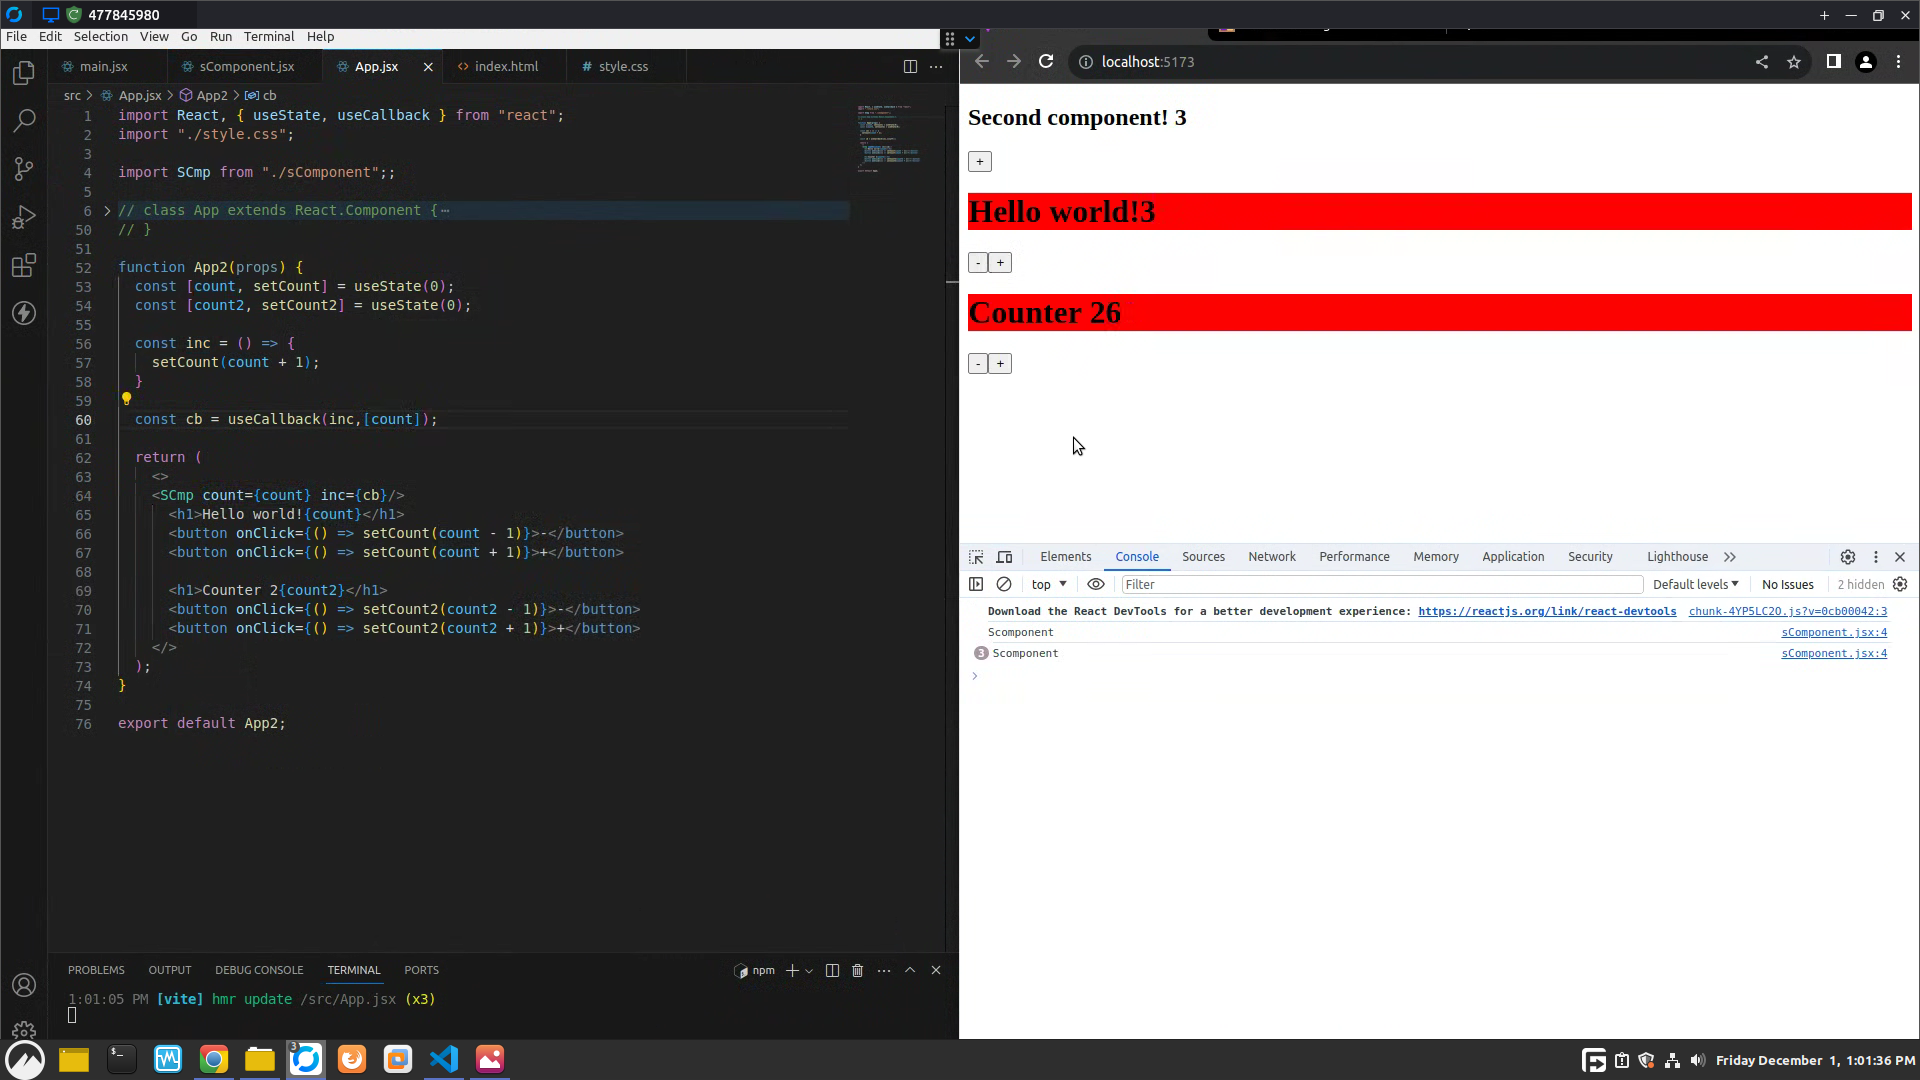 477845980
File Edit Selection View Go Run Terminal Help
main.jsx sComponent.jsx App.jsx index.html style.css
src App.jsx App2 cb
1 import React, { useState, useCallback } from "react";
2 import "./style.css";
3
4 import SCmp from "./sComponent";;
5
6 // class App extends React.Component {⋯
50 // }
51
52 function App2(props) {
53 const [count, setCount] = useState(0);
54 const [count2, setCount2] = useState(0);
55
56 const inc = () => {
57 setCount(count + 1);
58 }
59
60 const cb = useCallback(inc,[count]);
61
62 return (
63 <>
64 <SCmp count={count} inc={cb}/>
65 <h1>Hello world!{count}</h1>
66 <button onClick={() => setCount(count - 1)}>-</button>
67 <button onClick={() => setCount(count + 1)}>+</button>
68
69 <h1>Counter 2{count2}</h1>
70 <button onClick={() => setCount2(count2 - 1)}>-</button>
71 <button onClick={() => setCount2(count2 + 1)}>+</button>
72 </>
73 );
74 }
75
76 export default App2;
PROBLEMS OUTPUT DEBUG CONSOLE TERMINAL PORTS npm
1:01:05 PM [vite] hmr update /src/App.jsx (x3)
localhost:5173
Second component! 3
+
Hello world!3
- +
Counter 26
- +
Elements Console Sources Network Performance Memory Application Security Lighthouse
top Filter Default levels No Issues 2 hidden
Download the React DevTools for a better development experience: https://reactjs.org/link/react-devtools chunk-4YP5LC2O.js?v=0cb00042:3
Scomponent sComponent.jsx:4
3 Scomponent sComponent.jsx:4
3
Friday December 1, 1:01:36 PM